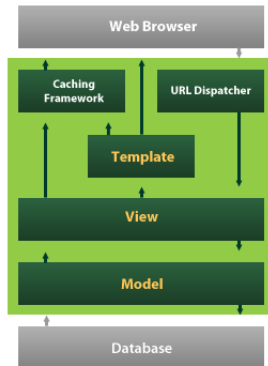 Web Browser
Caching
Framework
URL Dispatcher
Template
View
Model
Database